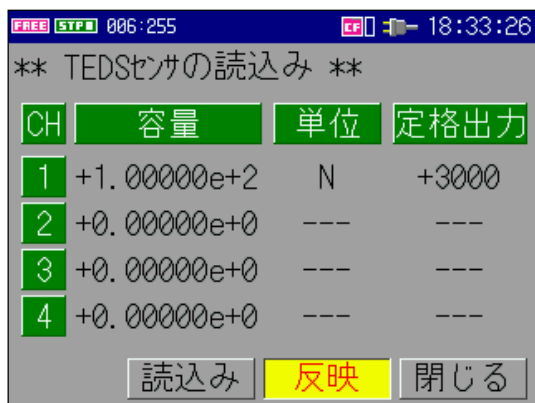 FREE STPⅡ 006:255 CF 18:33:26
** TEDSセンサの読込み **
CH 容量 単位 定格出力
1 +1.00000e+2 N +3000
2 +0.00000e+0 --- ---
3 +0.00000e+0 --- ---
4 +0.00000e+0 --- ---
読込み 反映 閉じる